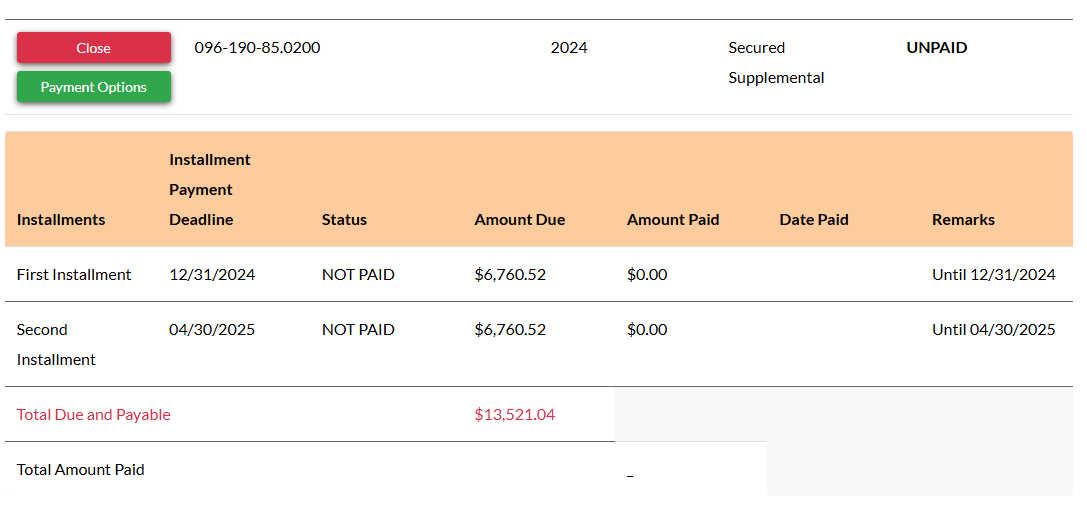 Close 096-190-85.0200 2024 Secured UNPAID
Supplemental
Payment Options
Installment
Payment
Installments Deadline Status Amount Due Amount Paid Date Paid Remarks
First Installment 12/31/2024 NOT PAID $6,760.52 $0.00 Until 12/31/2024
Second 04/30/2025 NOT PAID $6,760.52 $0.00 Until 04/30/2025
Installment
Total Due and Payable $13,521.04
Total Amount Paid _